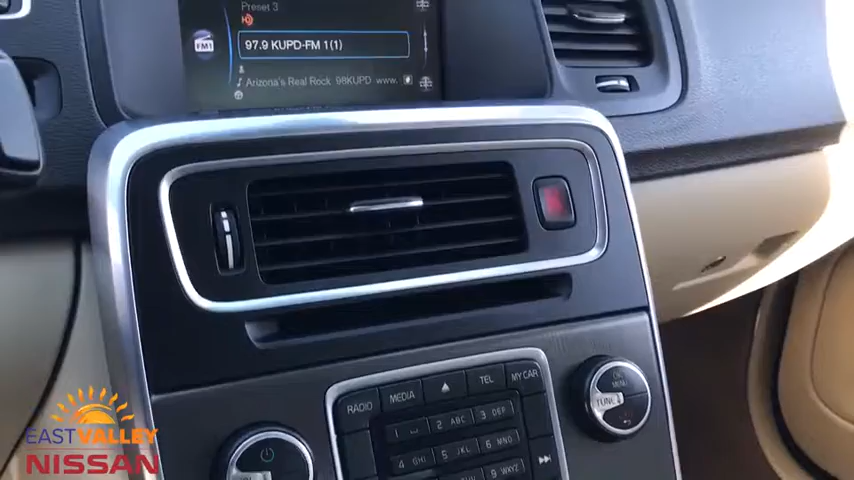 Preset 3
FM1
97.9 KUPD-FM 1(1)
Arizona's Real Rock 98KUPD www.
RADIO
MEDIA
TEL
MY CAR
OK
MENU
TUNE
1
2 ABC
3 DEF
4 GHI
5 JKL
6 MNO
9 WXYZ
EAST VALLEY
NISSAN